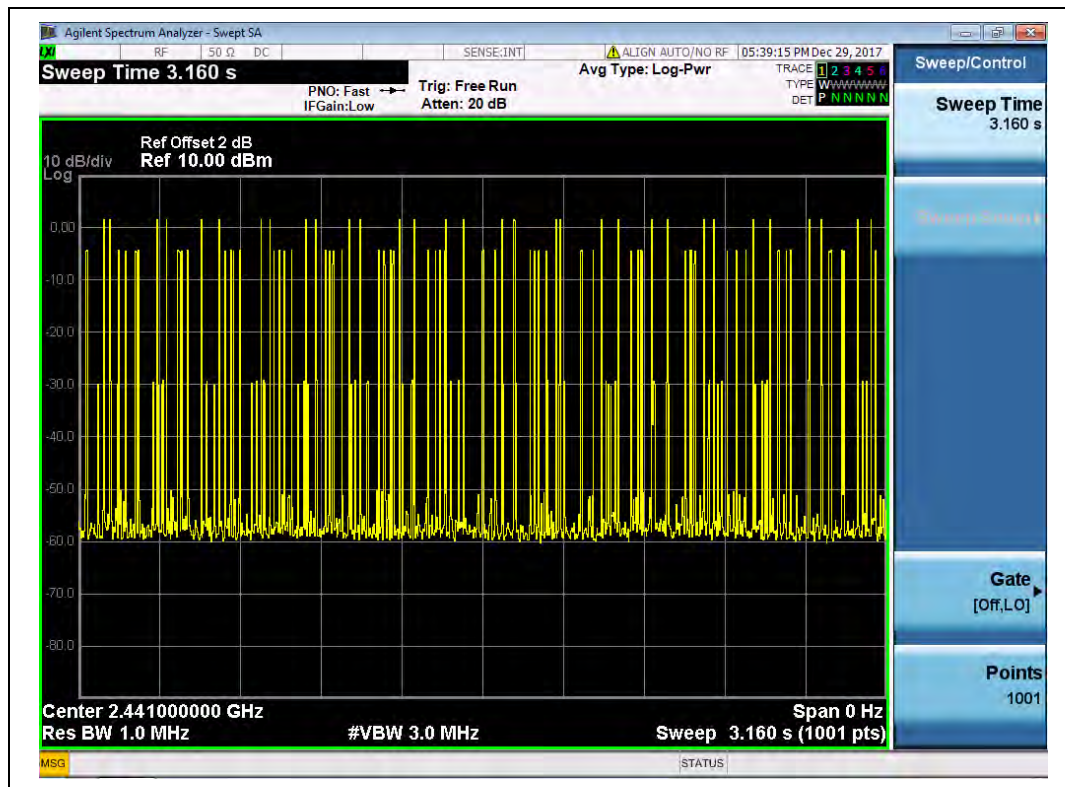 Agilent Spectrum Analyzer - Swept SA
LXI RF 50 Ω DC SENSE:INT ALIGN AUTO/NO RF 05:39:15 PM Dec 29, 2017
Sweep Time 3.160 s
Avg Type: Log-Pwr
TRACE 1 2 3 4 5 6
PNO: Fast
Trig: Free Run
TYPE WWWWWW
IFGain:Low
Atten: 20 dB
DET P N N N N N
Ref Offset 2 dB
10 dB/div Ref 10.00 dBm
Log
0.00
-10.0
-20.0
-30.0
-40.0
-50.0
-60.0
-70.0
-80.0
Center 2.441000000 GHz
Span 0 Hz
Res BW 1.0 MHz
#VBW 3.0 MHz
Sweep 3.160 s (1001 pts)
MSG
STATUS
Sweep/Control
Sweep Time
3.160 s
Gate
[Off,LO]
Points
1001